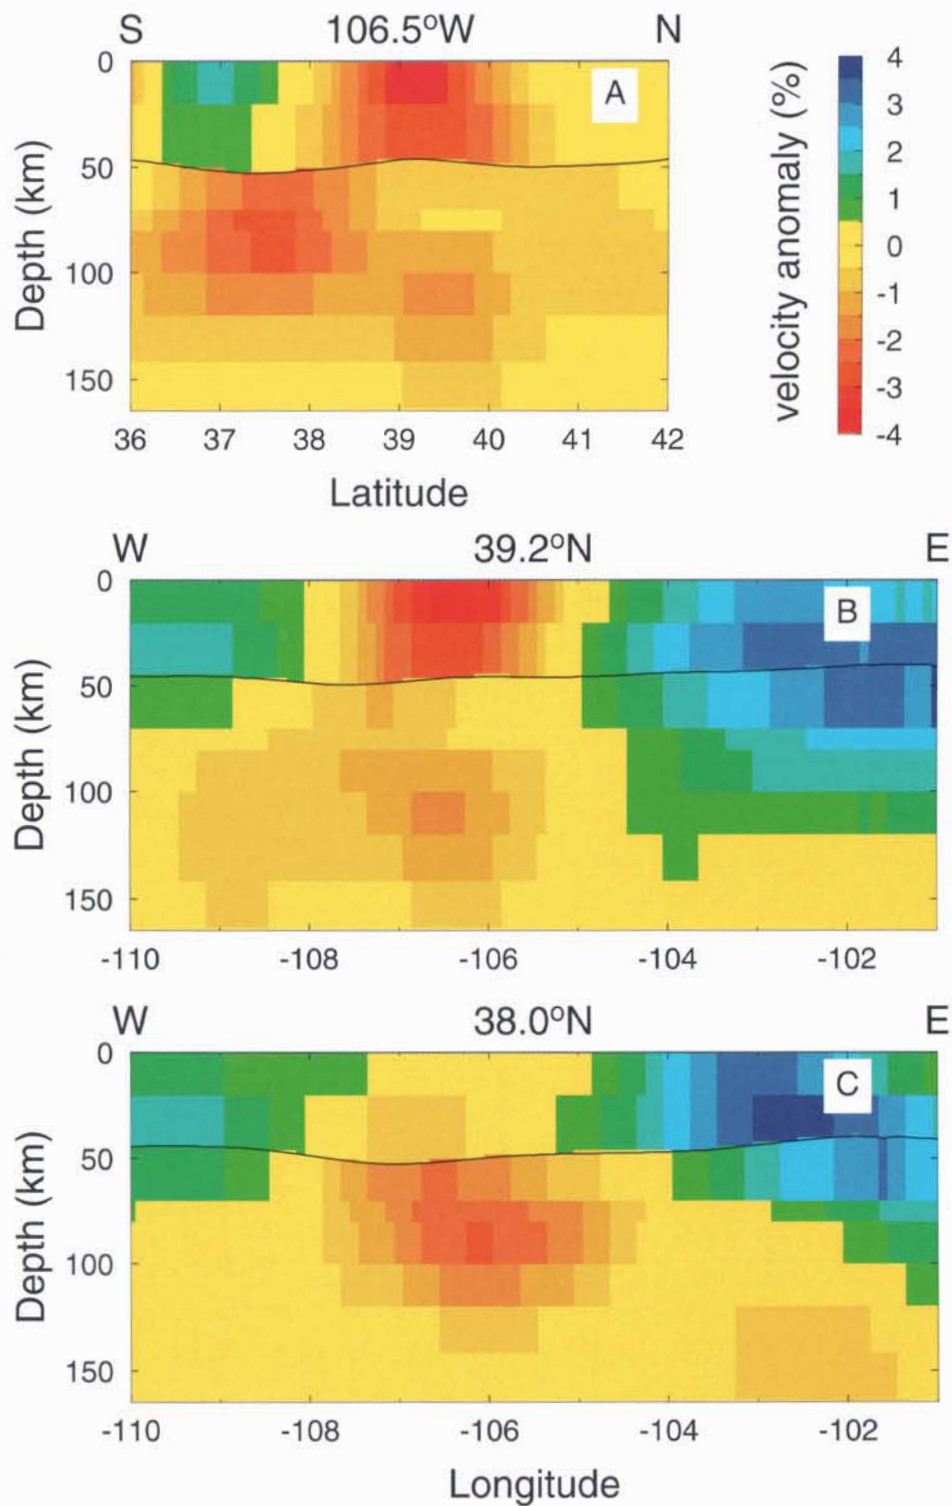 S 106.5°W N
A
0
50
100
150
Depth (km)
36 37 38 39 40 41 42
Latitude
velocity anomaly (%)
4
3
2
1
0
-1
-2
-3
-4
W 39.2°N E
B
0
50
100
150
Depth (km)
-110 -108 -106 -104 -102
W 38.0°N E
C
0
50
100
150
Depth (km)
-110 -108 -106 -104 -102
Longitude